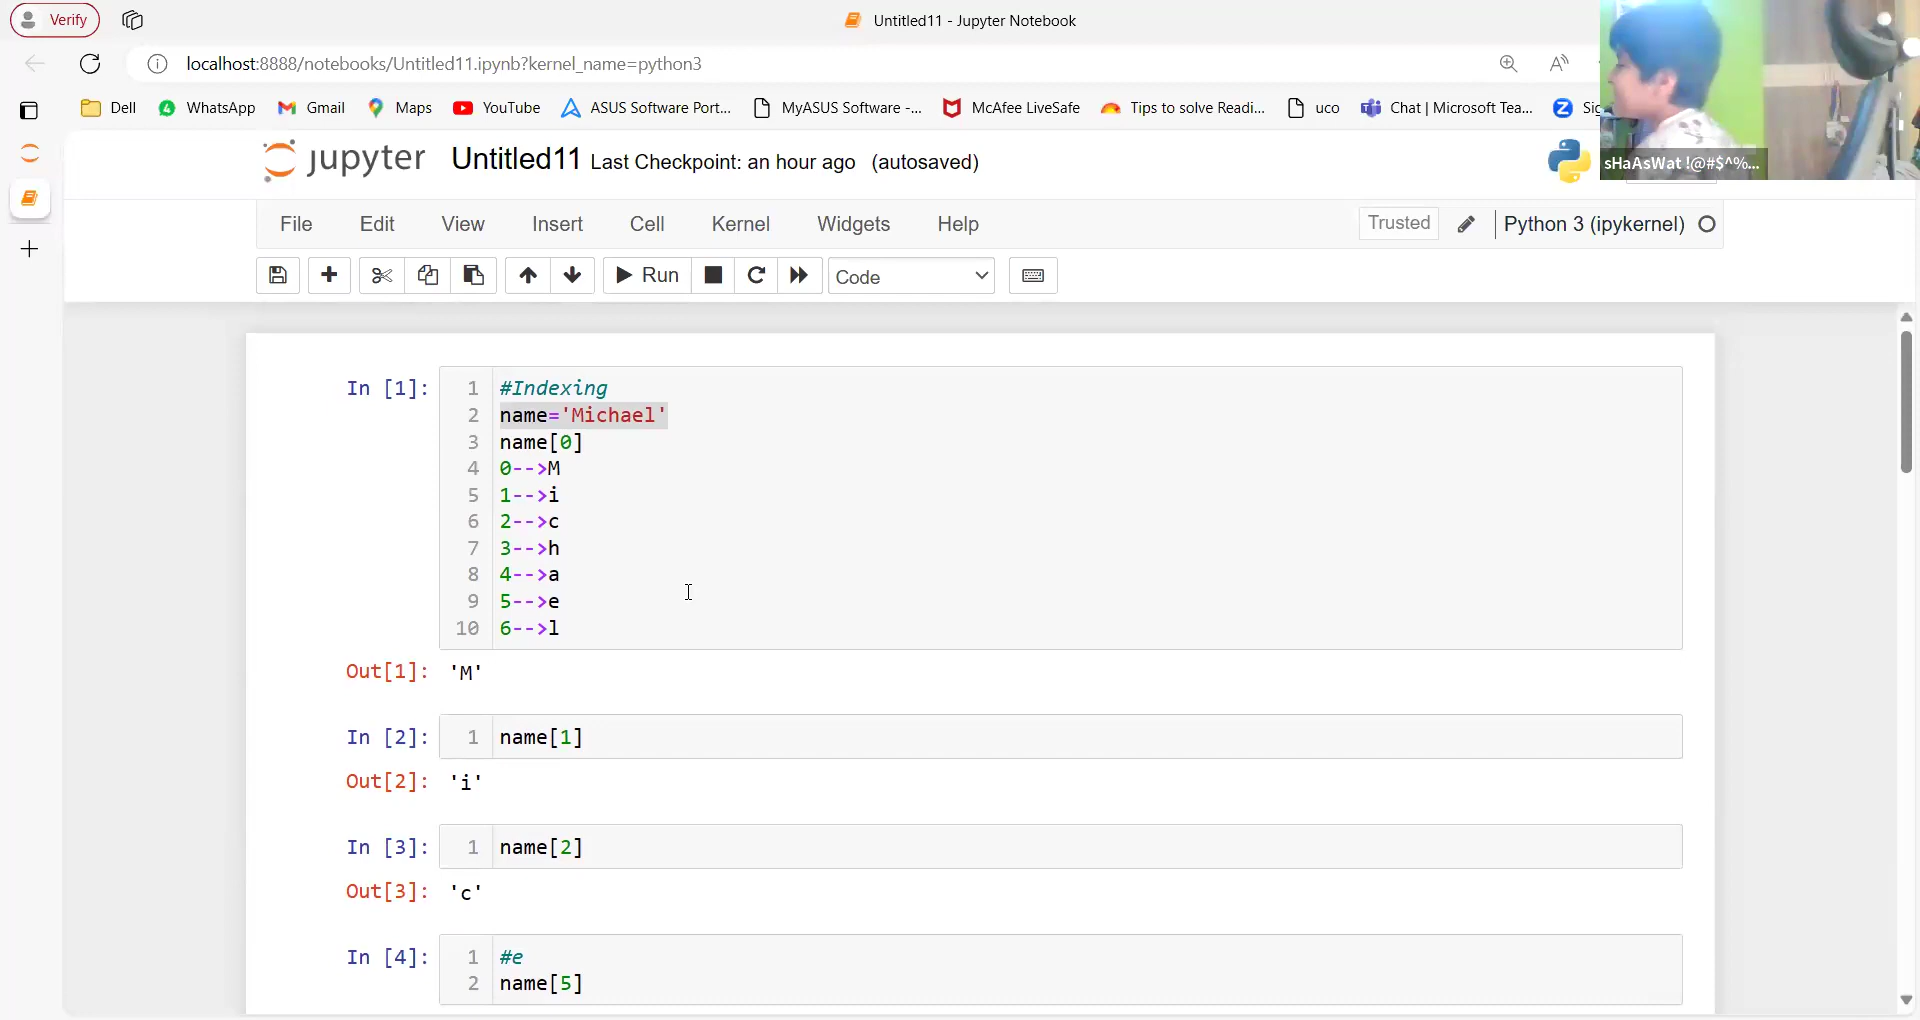 Verify
Untitled11 - Jupyter Notebook
localhost:8888/notebooks/Untitled11.ipynb?kernel_name=python3
Dell WhatsApp Gmail Maps YouTube ASUS Software Port... MyASUS Software -... McAfee LiveSafe Tips to solve Readi... uco Chat | Microsoft Tea...
sHaAsWat !@#$^%...
jupyter Untitled11 Last Checkpoint: an hour ago (autosaved)
File Edit View Insert Cell Kernel Widgets Help Trusted Python 3 (ipykernel)
Run Code
In [1]: 1 #Indexing
2 name='Michael'
3 name[0]
4 0-->M
5 1-->i
6 2-->c
7 3-->h
8 4-->a
9 5-->e
10 6-->l
Out[1]: 'M'
In [2]: 1 name[1]
Out[2]: 'i'
In [3]: 1 name[2]
Out[3]: 'c'
In [4]: 1 #e
2 name[5]